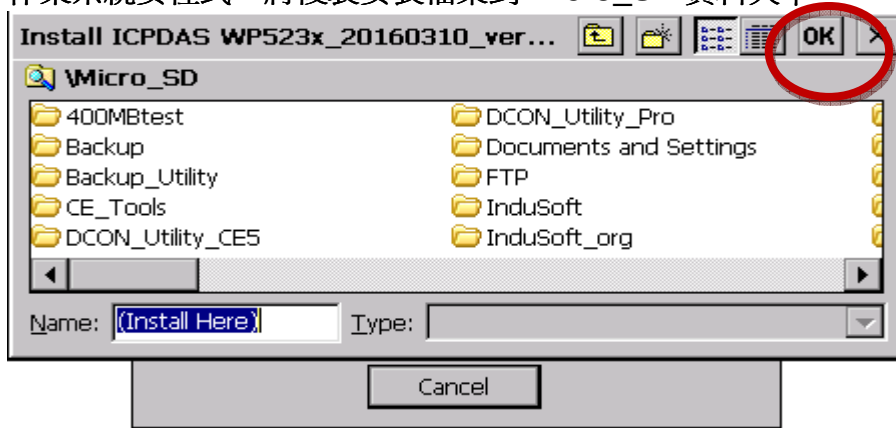 Install ICPDAS WP523x_20160310_ver... OK
\Micro_SD
400MBtest DCON_Utility_Pro
Backup Documents and Settings
Backup_Utility FTP
CE_Tools InduSoft
DCON_Utility_CE5 InduSoft_org
Name: (Install Here) Type:
Cancel